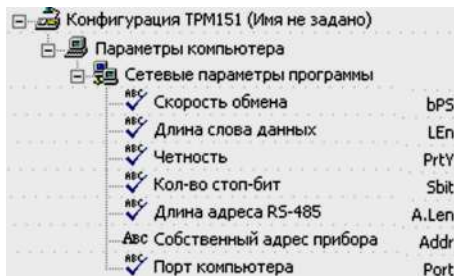 Конфигурация ТРМ151 (Имя не задано)
Параметры компьютера
Сетевые параметры программы
Скорость обмена bPS
Длина слова данных LEn
Четность PrtY
Кол-во стоп-бит Sbit
Длина адреса RS-485 A.Len
Собственный адрес прибора Addr
Порт компьютера Port